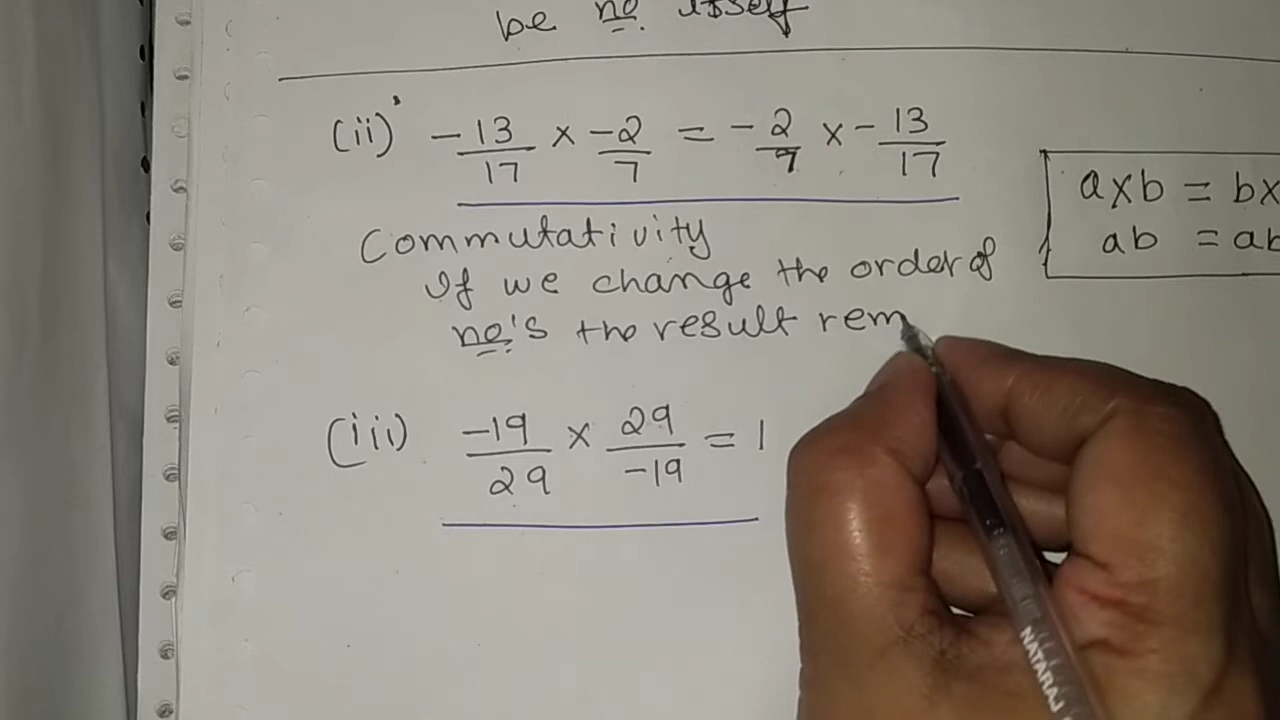 be no. itself
(ii) -13/17 × -2/7 = -2/7 × -13/17
a×b = b×
ab = ab
Commutativity
If we change the order of
no's the result rem
(iii) -19/29 × 29/-19 = 1
NATARAJ